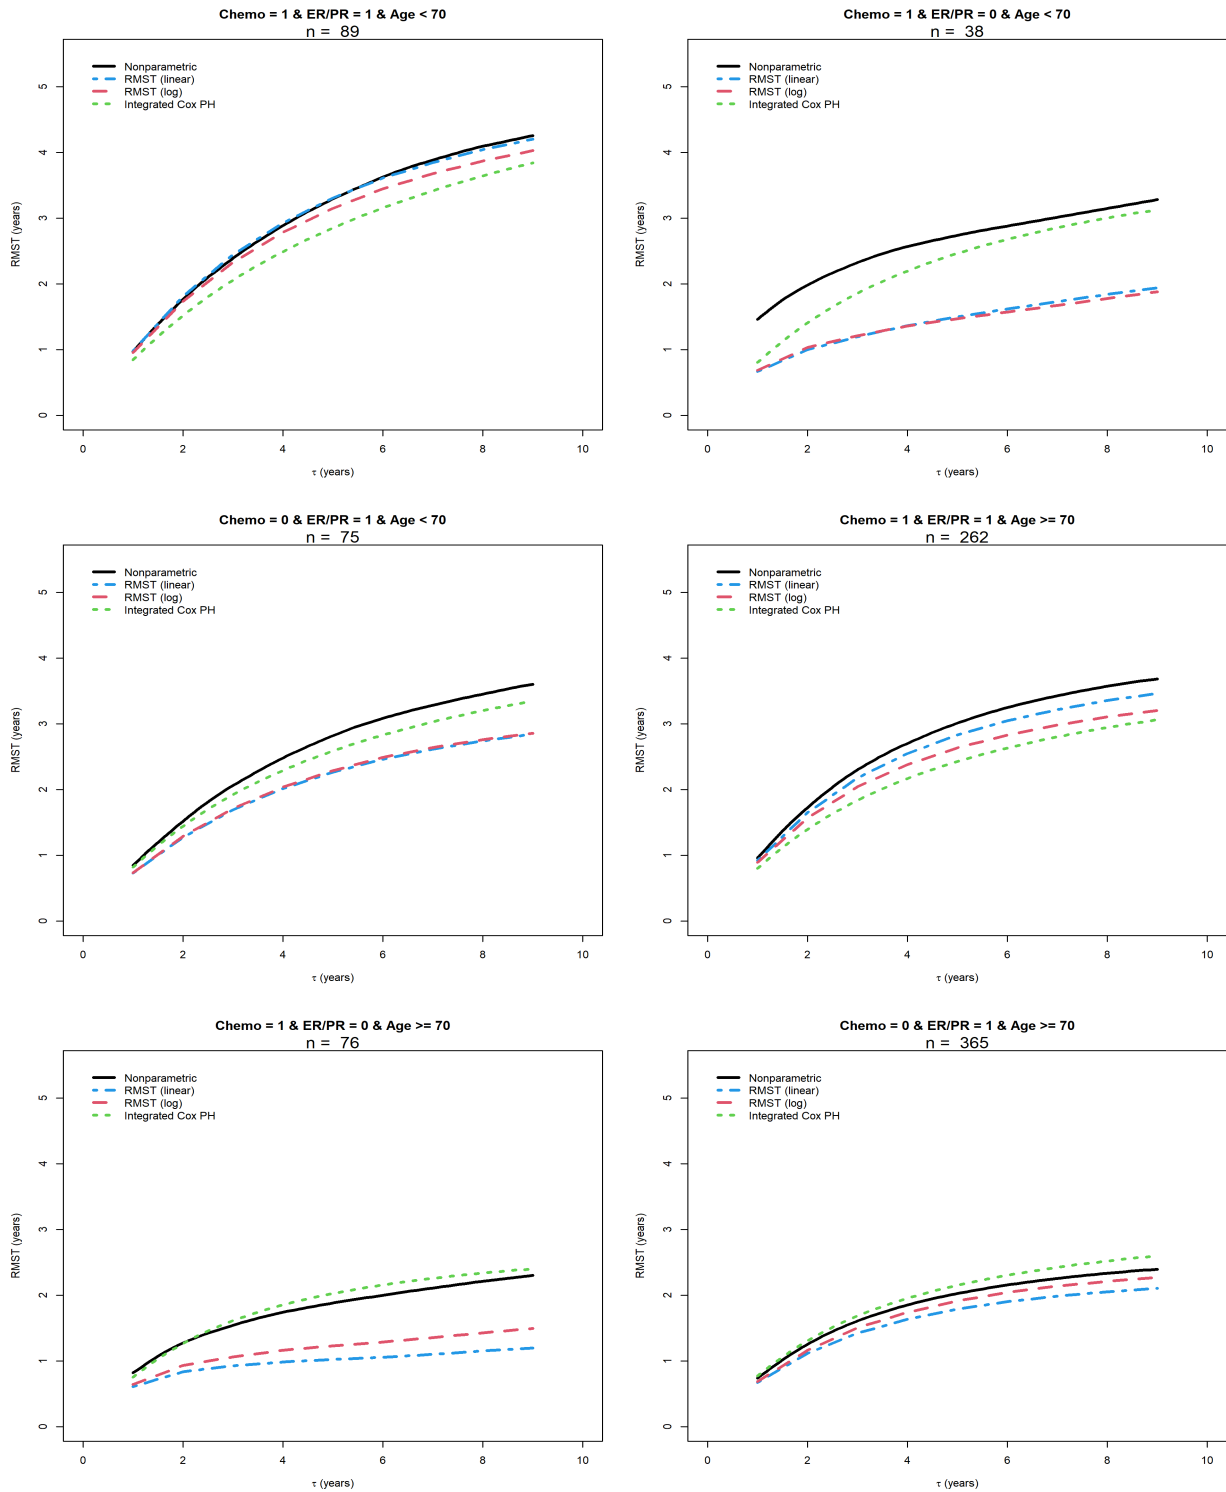 Chemo = 1 & ER/PR = 1 & Age < 70
n = 89
Nonparametric
RMST (linear)
RMST (log)
Integrated Cox PH
RMST (years)
0 1 2 3 4 5
0 2 4 6 8 10
τ (years)
Chemo = 1 & ER/PR = 0 & Age < 70
n = 38
Nonparametric
RMST (linear)
RMST (log)
Integrated Cox PH
RMST (years)
0 1 2 3 4 5
0 2 4 6 8 10
τ (years)
Chemo = 0 & ER/PR = 1 & Age < 70
n = 75
Nonparametric
RMST (linear)
RMST (log)
Integrated Cox PH
RMST (years)
0 1 2 3 4 5
0 2 4 6 8 10
τ (years)
Chemo = 1 & ER/PR = 1 & Age >= 70
n = 262
Nonparametric
RMST (linear)
RMST (log)
Integrated Cox PH
RMST (years)
0 1 2 3 4 5
0 2 4 6 8 10
τ (years)
Chemo = 1 & ER/PR = 0 & Age >= 70
n = 76
Nonparametric
RMST (linear)
RMST (log)
Integrated Cox PH
RMST (years)
0 1 2 3 4 5
0 2 4 6 8 10
τ (years)
Chemo = 0 & ER/PR = 1 & Age >= 70
n = 365
Nonparametric
RMST (linear)
RMST (log)
Integrated Cox PH
RMST (years)
0 1 2 3 4 5
0 2 4 6 8 10
τ (years)